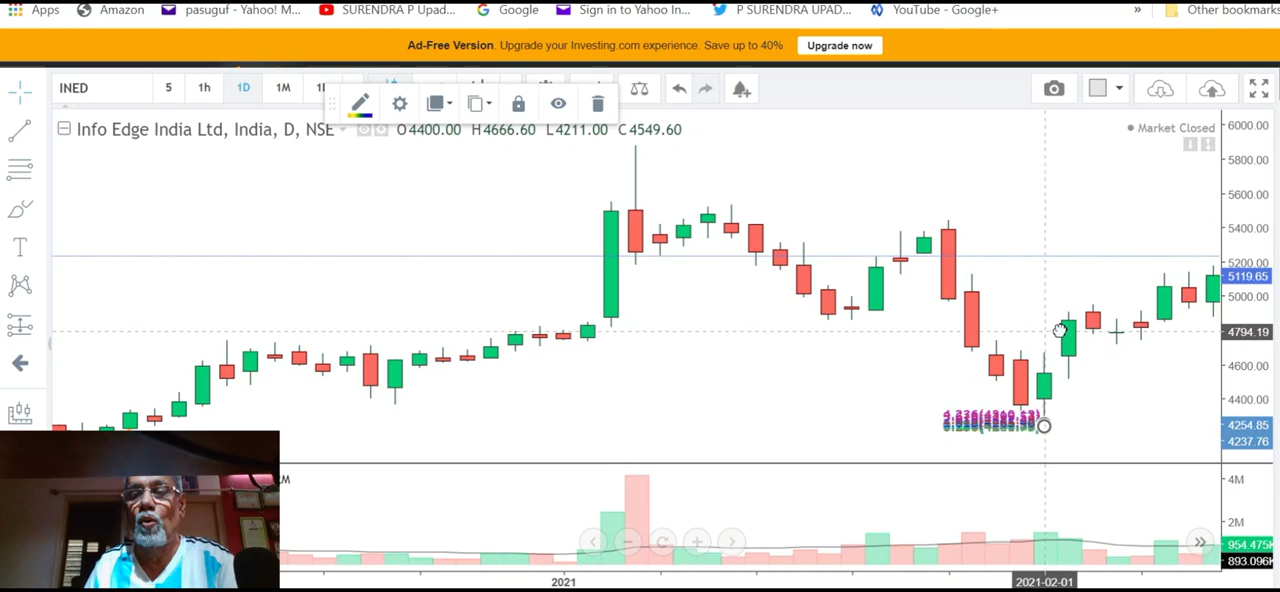 Apps Amazon pasuguf - Yahoo! M... SURENDRA P Upad... Google Sign in to Yahoo In... P SURENDRA UPAD... YouTube - Google+ » Other bookmarks
Ad-Free Version. Upgrade your Investing.com experience. Save up to 40% Upgrade now
INED 5 1h 1D 1M
Info Edge India Ltd, India, D, NSE O4400.00 H4666.60 L4211.00 C4549.60
Market Closed
6000.00
5800.00
5600.00
5400.00
5200.00
5119.65
5000.00
4794.19
4600.00
4400.00
4254.85
4237.76
4M
2M
954.475K
893.096K
2021 2021-02-01